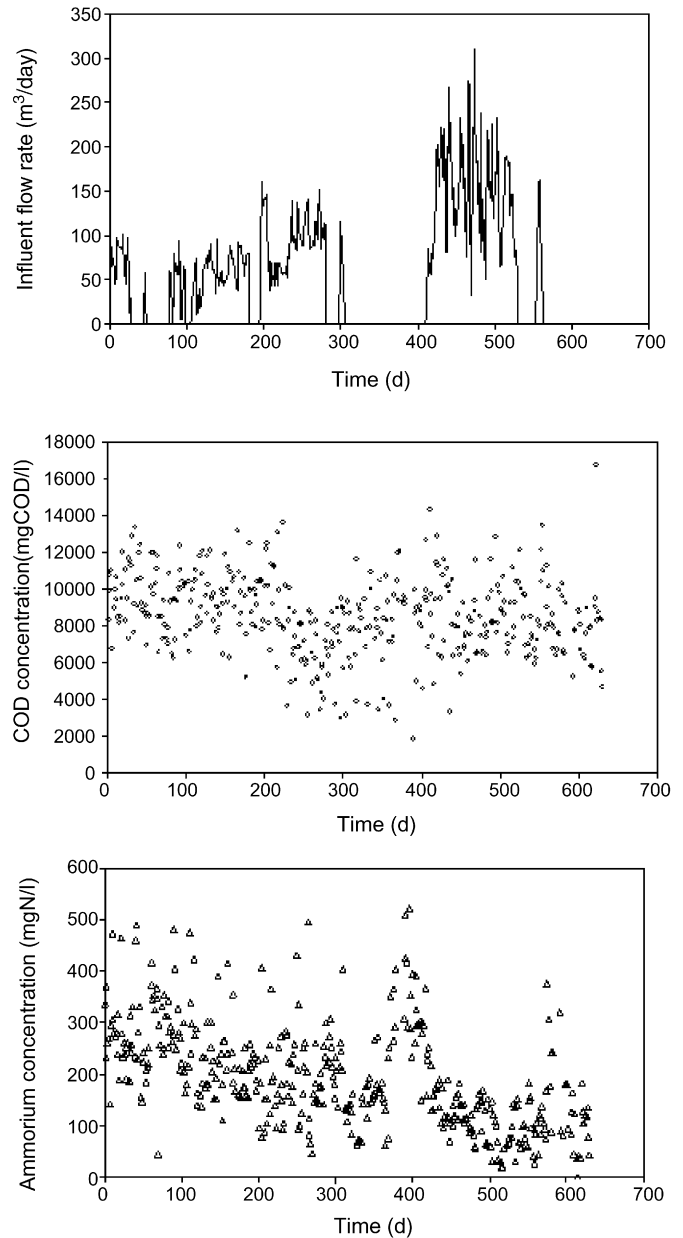 350
300
250
200
150
100
50
0
Influent flow rate (m³/day)
0 100 200 300 400 500 600 700
Time (d)
18000
16000
14000
12000
10000
8000
6000
4000
2000
0
COD concentration(mgCOD/l)
0 100 200 300 400 500 600 700
Time (d)
600
500
400
300
200
100
0
Ammorium concentration (mgN/l)
0 100 200 300 400 500 600 700
Time (d)